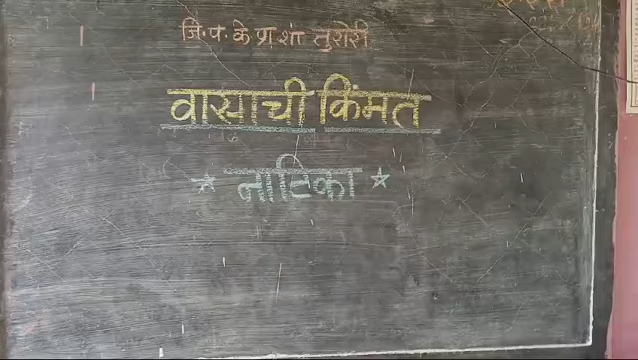 जि.प.के प्रा शा तुरोरी
वासाची किंमत
☆ नाटिका ☆